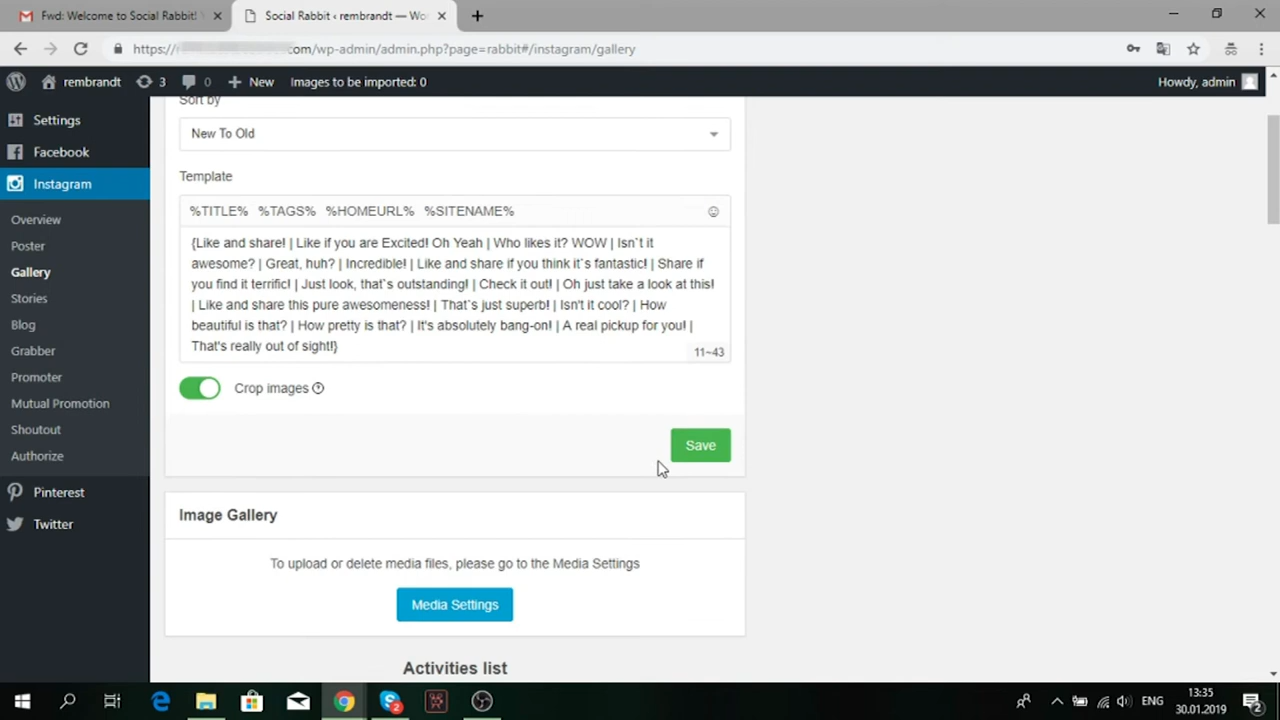 Fwd: Welcome to Social Rabbit!
Social Rabbit ‹ rembrandt — Wo
https://
com/wp-admin/admin.php?page=rabbit#/instagram/gallery
rembrandt
3
0
New
Images to be imported: 0
Howdy, admin
Settings
Facebook
Instagram
Overview
Poster
Gallery
Stories
Blog
Grabber
Promoter
Mutual Promotion
Shoutout
Authorize
Pinterest
Twitter
Sort by
New To Old
Template
%TITLE% %TAGS% %HOMEURL% %SITENAME%
{Like and share! | Like if you are Excited! Oh Yeah | Who likes it? WOW | Isn`t it
awesome? | Great, huh? | Incredible! | Like and share if you think it`s fantastic! | Share if
you find it terrific! | Just look, that`s outstanding! | Check it out! | Oh just take a look at this!
| Like and share this pure awesomeness! | That`s just superb! | Isn't it cool? | How
beautiful is that? | How pretty is that? | It's absolutely bang-on! | A real pickup for you! |
That's really out of sight!}
11~43
Crop images
Save
Image Gallery
To upload or delete media files, please go to the Media Settings
Media Settings
Activities list
2
ENG
13:35
30.01.2019
2